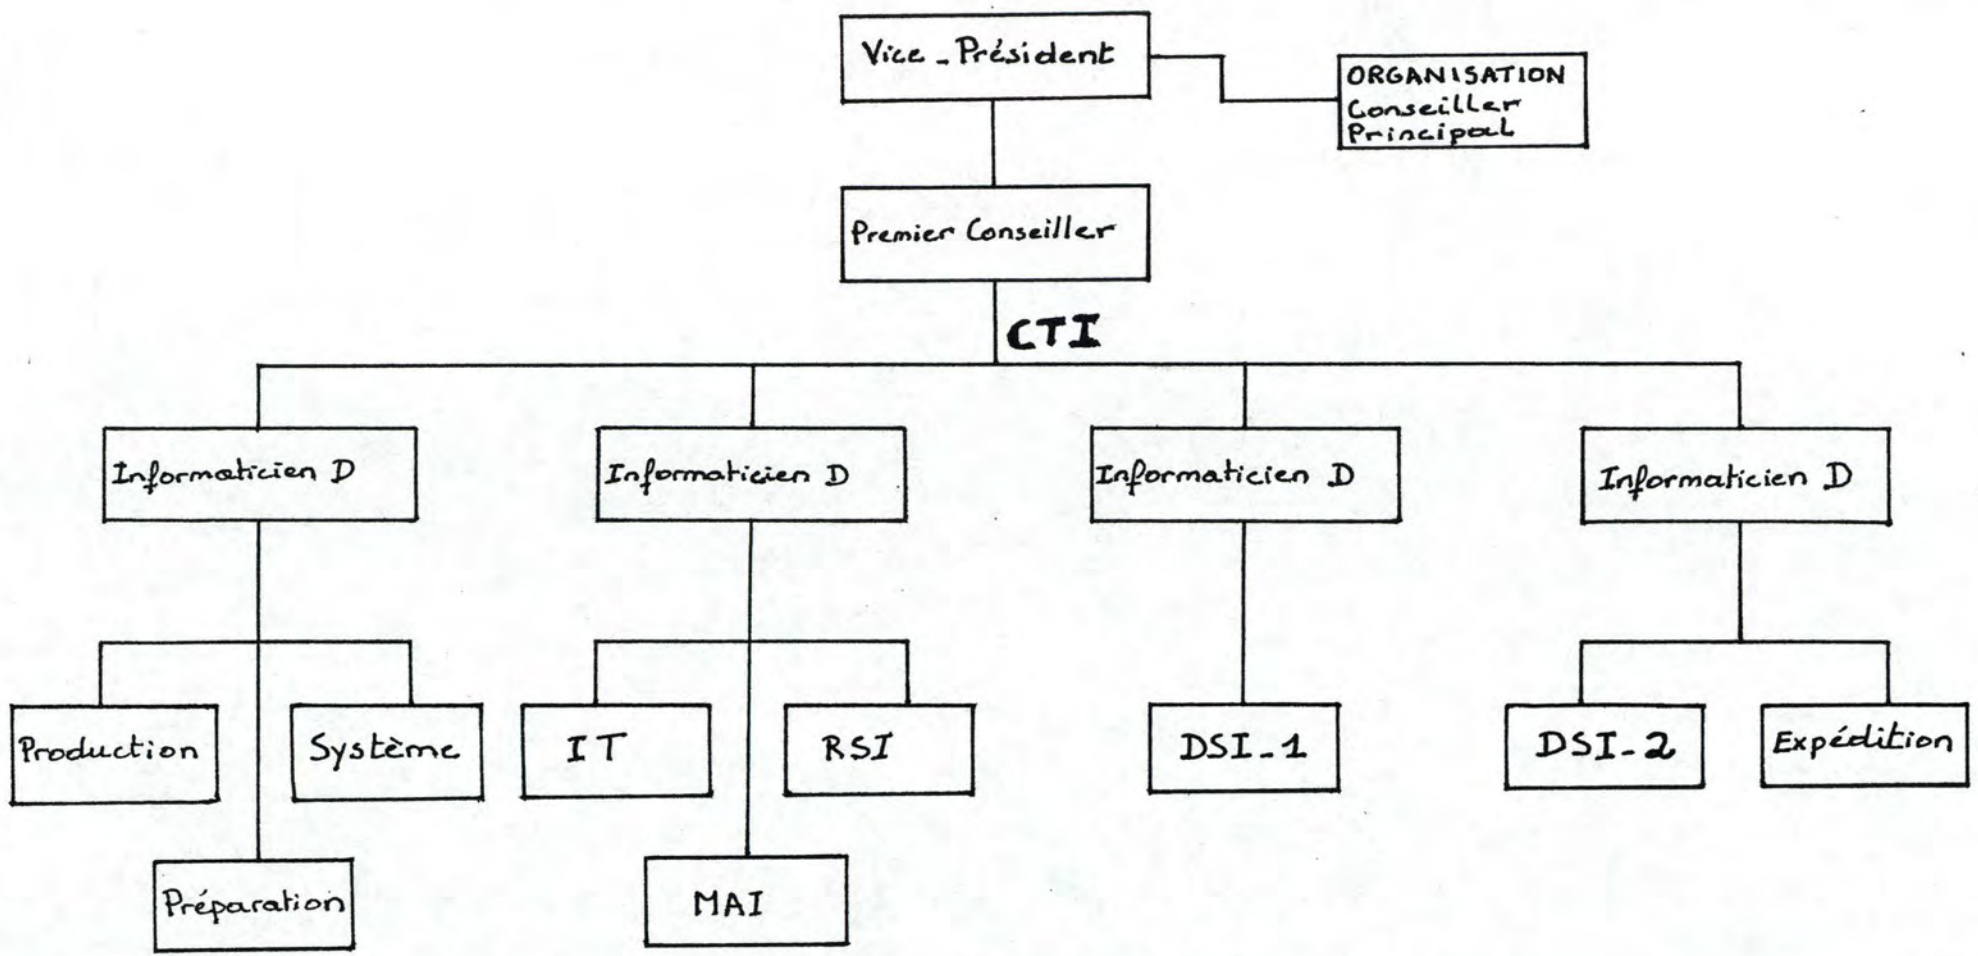 Vice-Président
ORGANISATION
Conseiller
Principal
Premier Conseiller
CTI
Informaticien D
Informaticien D
Informaticien D
Informaticien D
Production
Système
IT
RSI
DSI-1
DSI-2
Expédition
Préparation
MAI